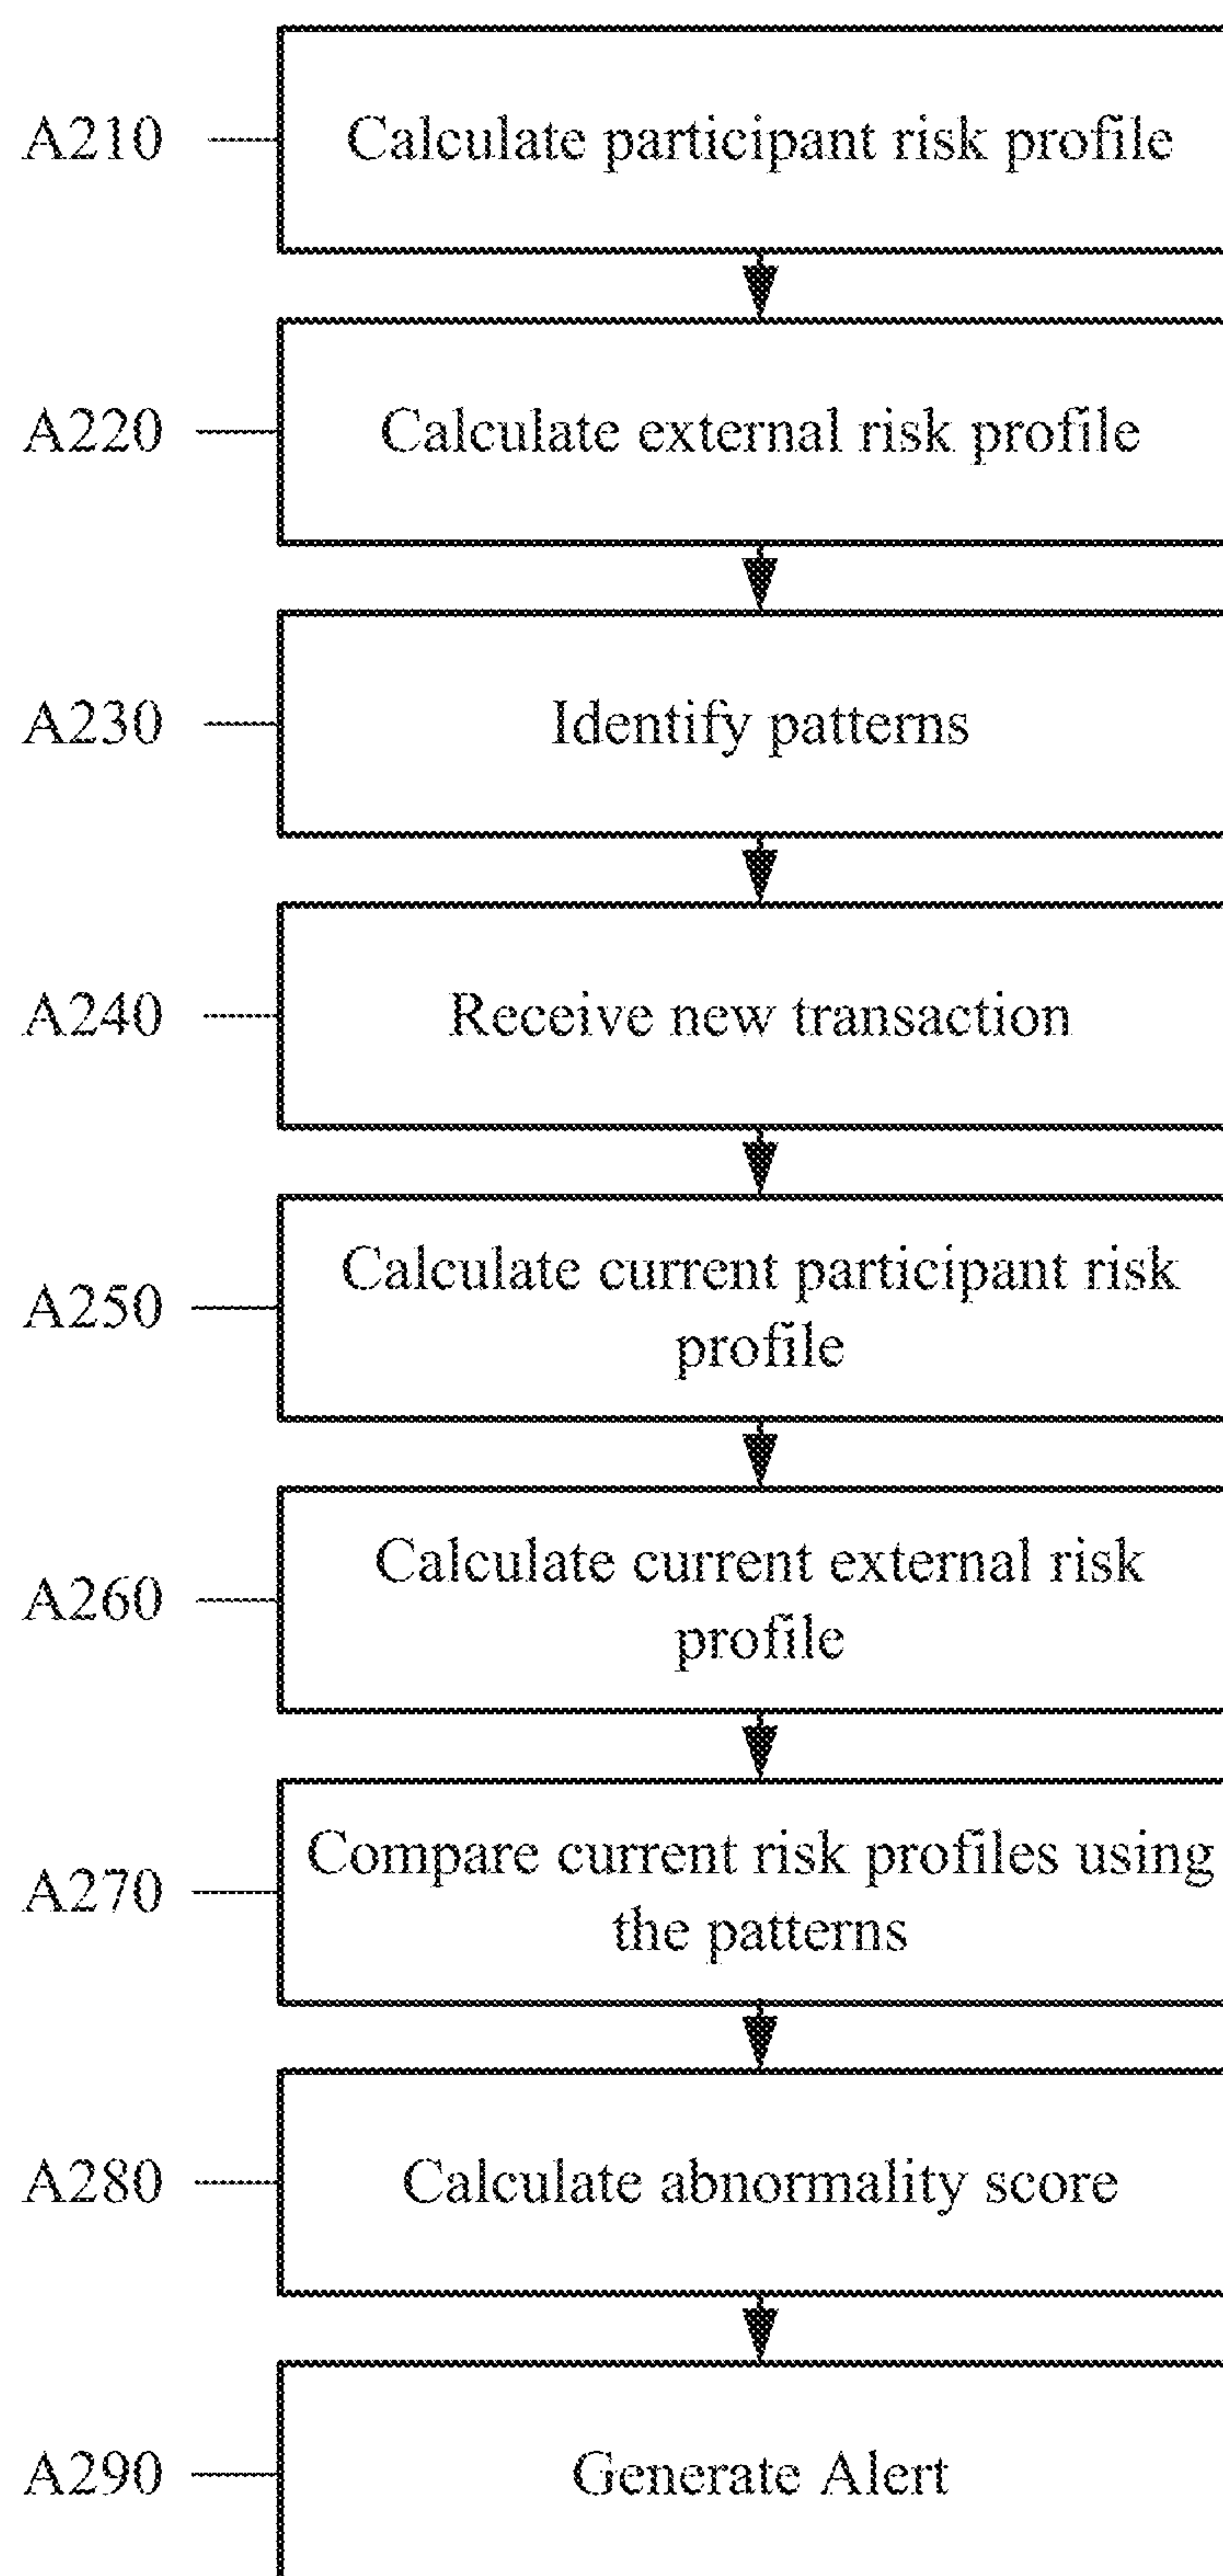 A210 Calculate participant risk profile
A220 Calculate external risk profile
A230 Identify patterns
A240 Receive new transaction
A250 Calculate current participant risk
profile
A260 Calculate current external risk
profile
A270 Compare current risk profiles using
the patterns
A280 Calculate abnormality score
A290 Generate Alert